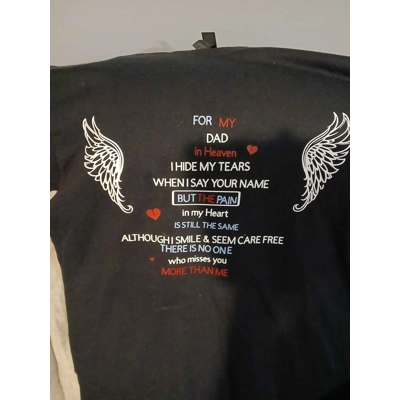 FOR MY
DAD
in Heaven
I HIDE MY TEARS
WHEN I SAY YOUR NAME
BUT THE PAIN
in my Heart
IS STILL THE SAME
ALTHOUGH I SMILE & SEEM CARE FREE
THERE IS NO ONE
who misses you
MORE THAN ME